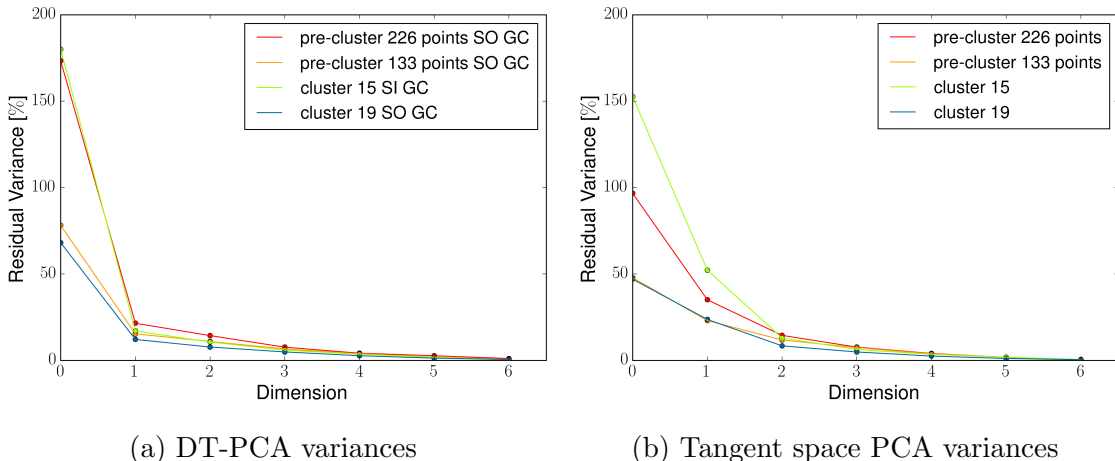 200
150
100
50
0
Residual Variance [%]
0 1 2 3 4 5 6
Dimension
pre-cluster 226 points SO GC
pre-cluster 133 points SO GC
cluster 15 SI GC
cluster 19 SO GC
(a) DT-PCA variances
200
150
100
50
0
Residual Variance [%]
0 1 2 3 4 5 6
Dimension
pre-cluster 226 points
pre-cluster 133 points
cluster 15
cluster 19
(b) Tangent space PCA variances